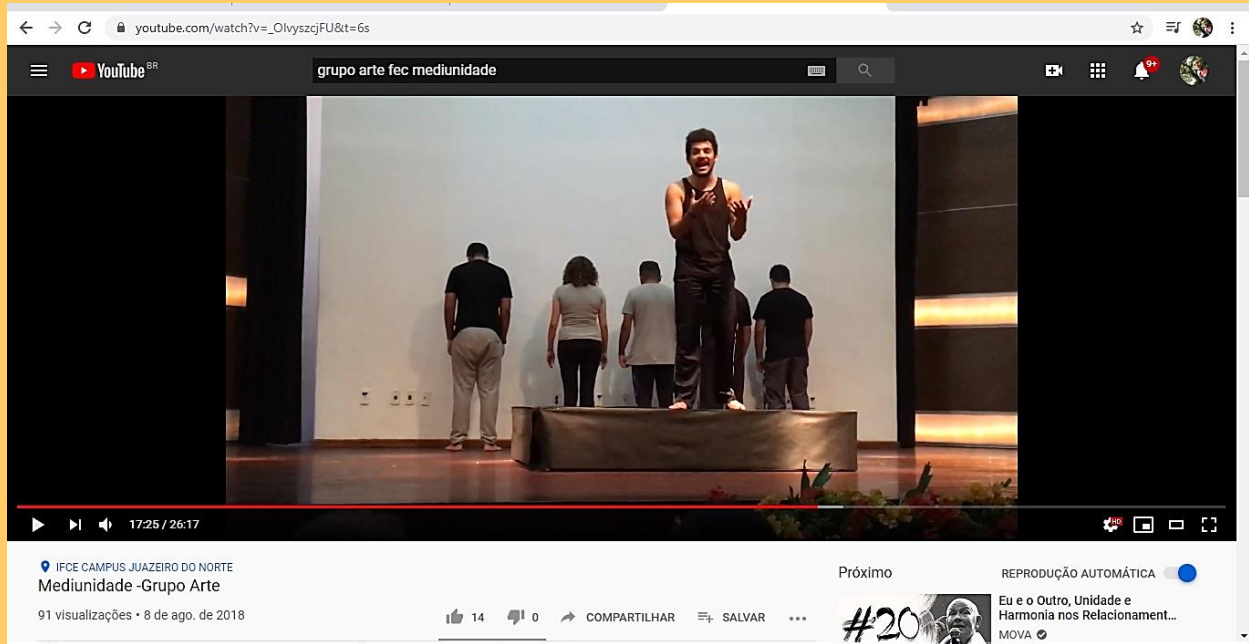 youtube.com/watch?v=_OlvyszcjFU&t=6s
YouTube BR
grupo arte fec mediunidade
9+
17:25 / 26:17
HD
IFCE CAMPUS JUAZEIRO DO NORTE
Mediunidade -Grupo Arte
91 visualizações • 8 de ago. de 2018
14
0
COMPARTILHAR
SALVAR
Próximo
REPRODUÇÃO AUTOMÁTICA
#20
Eu e o Outro, Unidade e
Harmonia nos Relacionament...
MOVA